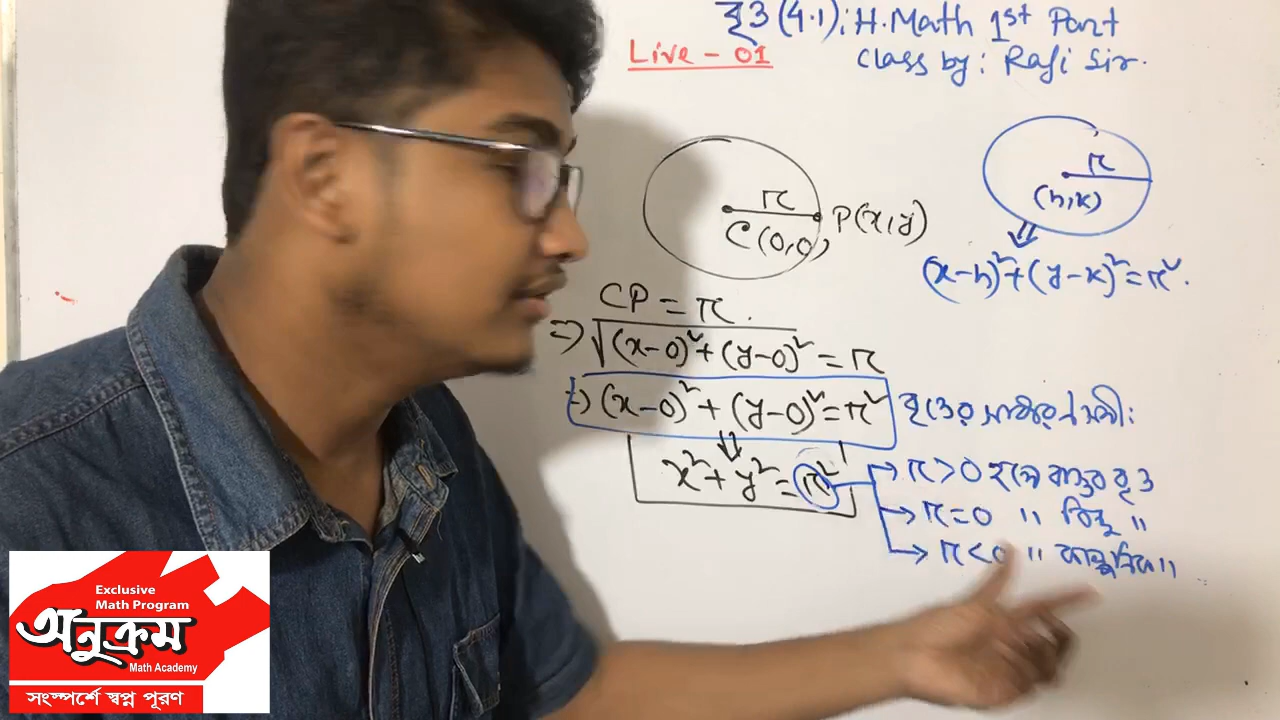 বৃত্ত (4.1); H.Math 1st Part
Live - 01
Class by: Rafi Sir.
r
C(0,0)
P(x,y)
r
(h,k)
(x-h)²+(y-k)²=r².
CP = r.
⇒ √(x-0)²+(y-0)² = r
⇒ (x-0)²+(y-0)²=r² বৃত্তের সাধারণ সমী:
⇓
x²+y²=r²
→ r>0 হলে বাস্তব বৃত্ত
→ r=0 " বিন্দু "
→ r<0 " কাল্পনিক "
Exclusive
Math Program
অনুক্রম
Math Academy
সংস্পর্শে স্বপ্ন পূরণ